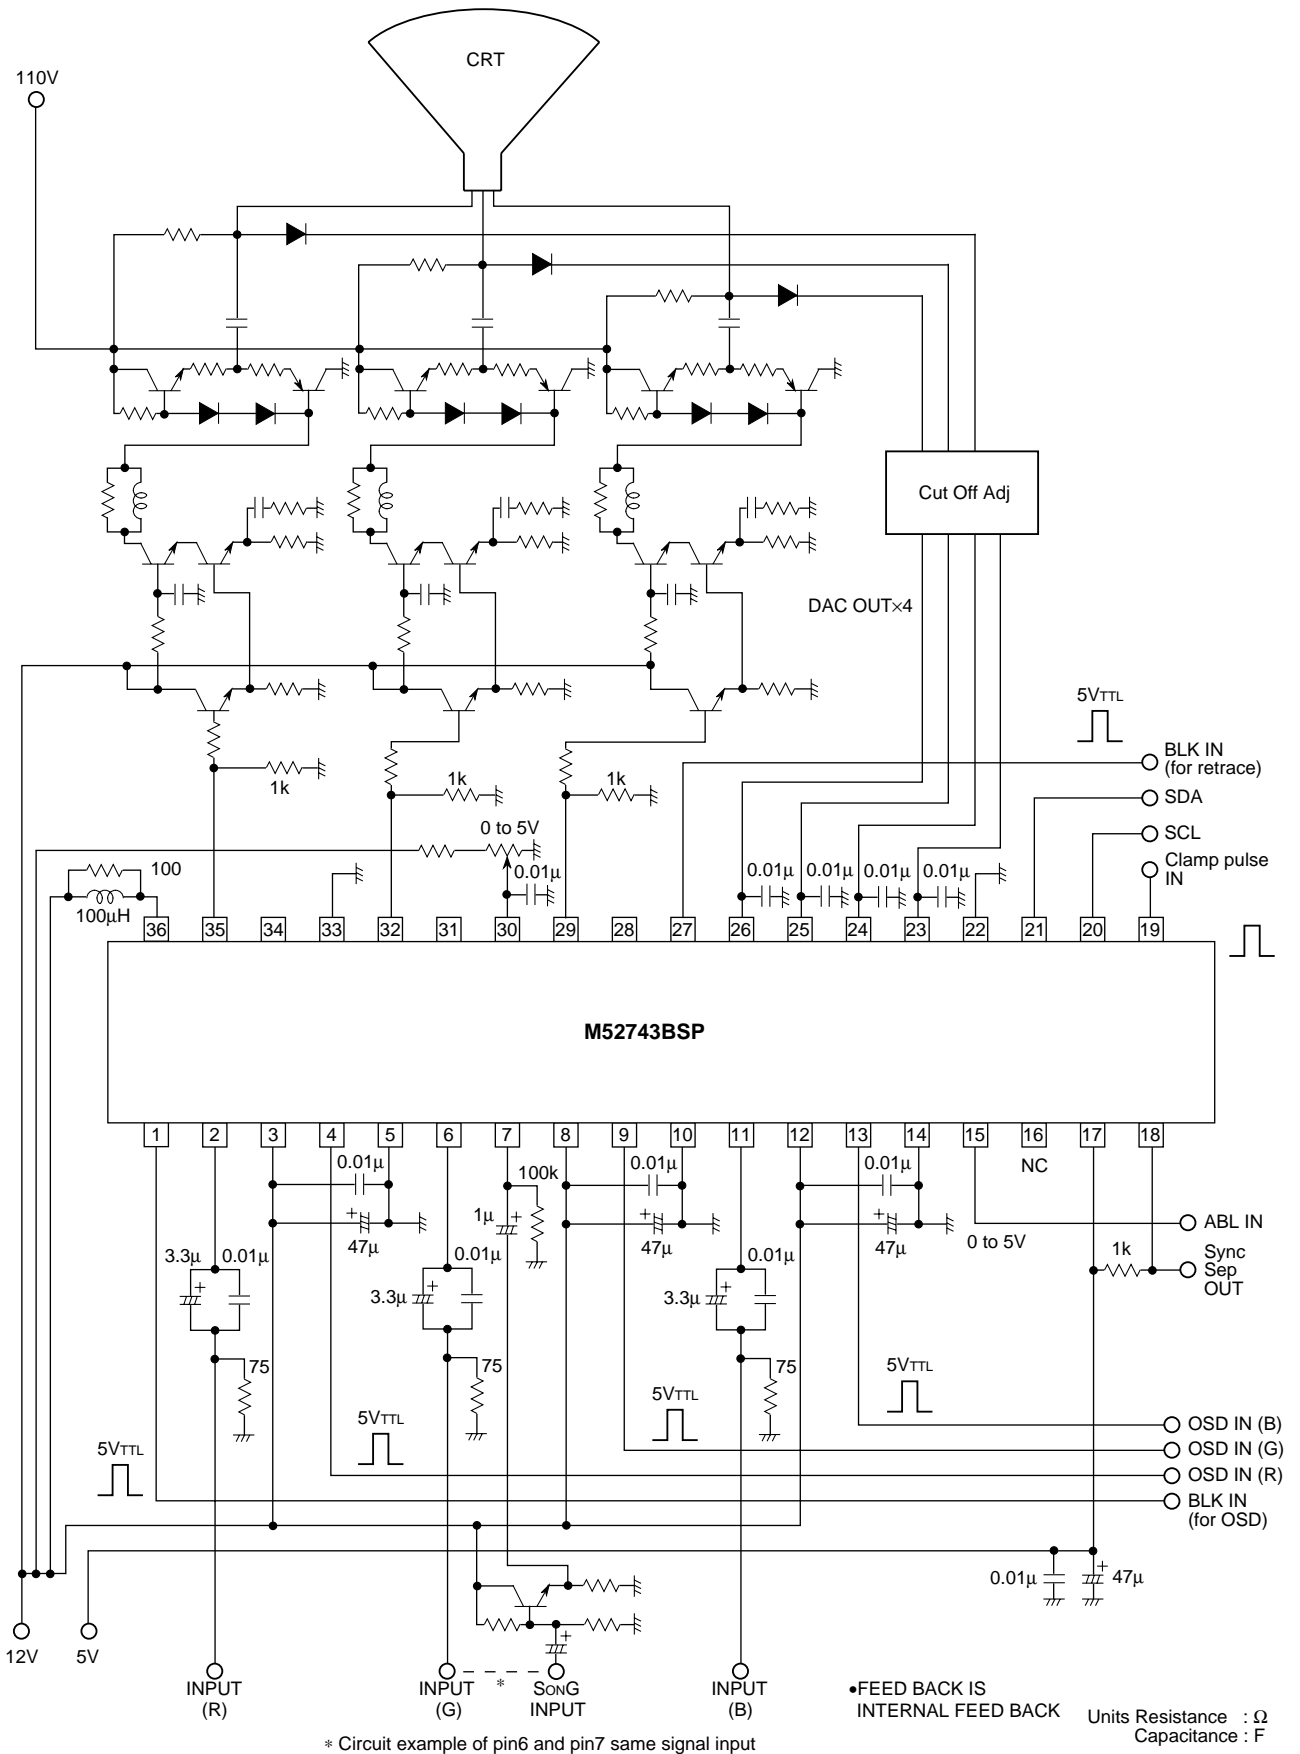 CRT
110V
Cut Off Adj
DAC OUT×4
5VTTL
BLK IN
(for retrace)
1k
SDA
1k
1k
0 to 5V
SCL
100
0.01μ
0.01μ
0.01μ
0.01μ
0.01μ
Clamp pulse
IN
100μH
36
35
34
33
32
31
30
29
28
27
26
25
24
23
22
21
20
19
M52743BSP
1
2
3
4
5
6
7
8
9
10
11
12
13
14
15
16
17
18
NC
0.01μ
100k
0.01μ
0.01μ
+
47μ
1μ
+
+
47μ
+
47μ
0 to 5V
ABL IN
1k
Sync
Sep
OUT
3.3μ
+
0.01μ
3.3μ
+
0.01μ
3.3μ
+
0.01μ
75
75
75
5VTTL
5VTTL
5VTTL
5VTTL
OSD IN (B)
OSD IN (G)
OSD IN (R)
BLK IN
(for OSD)
0.01μ
+
47μ
12V
5V
+
INPUT
(R)
INPUT
(G)
*
SONG
INPUT
INPUT
(B)
•FEED BACK IS
INTERNAL FEED BACK
Units Resistance : Ω
Capacitance : F
* Circuit example of pin6 and pin7 same signal input